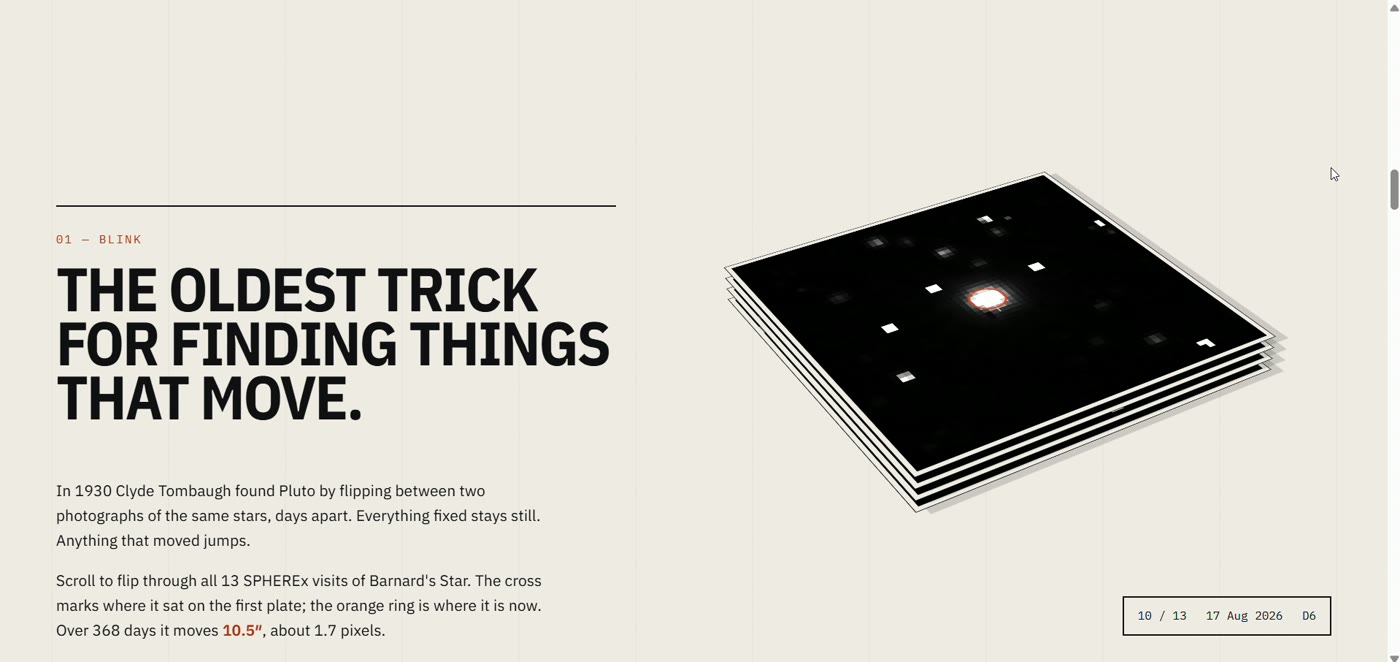 01 — BLINK
THE OLDEST TRICK
FOR FINDING THINGS
THAT MOVE.
In 1930 Clyde Tombaugh found Pluto by flipping between two
photographs of the same stars, days apart. Everything fixed stays still.
Anything that moved jumps.
Scroll to flip through all 13 SPHEREx visits of Barnard's Star. The cross
marks where it sat on the first plate; the orange ring is where it is now.
Over 368 days it moves 10.5″, about 1.7 pixels.
10 / 13 17 Aug 2026 D6